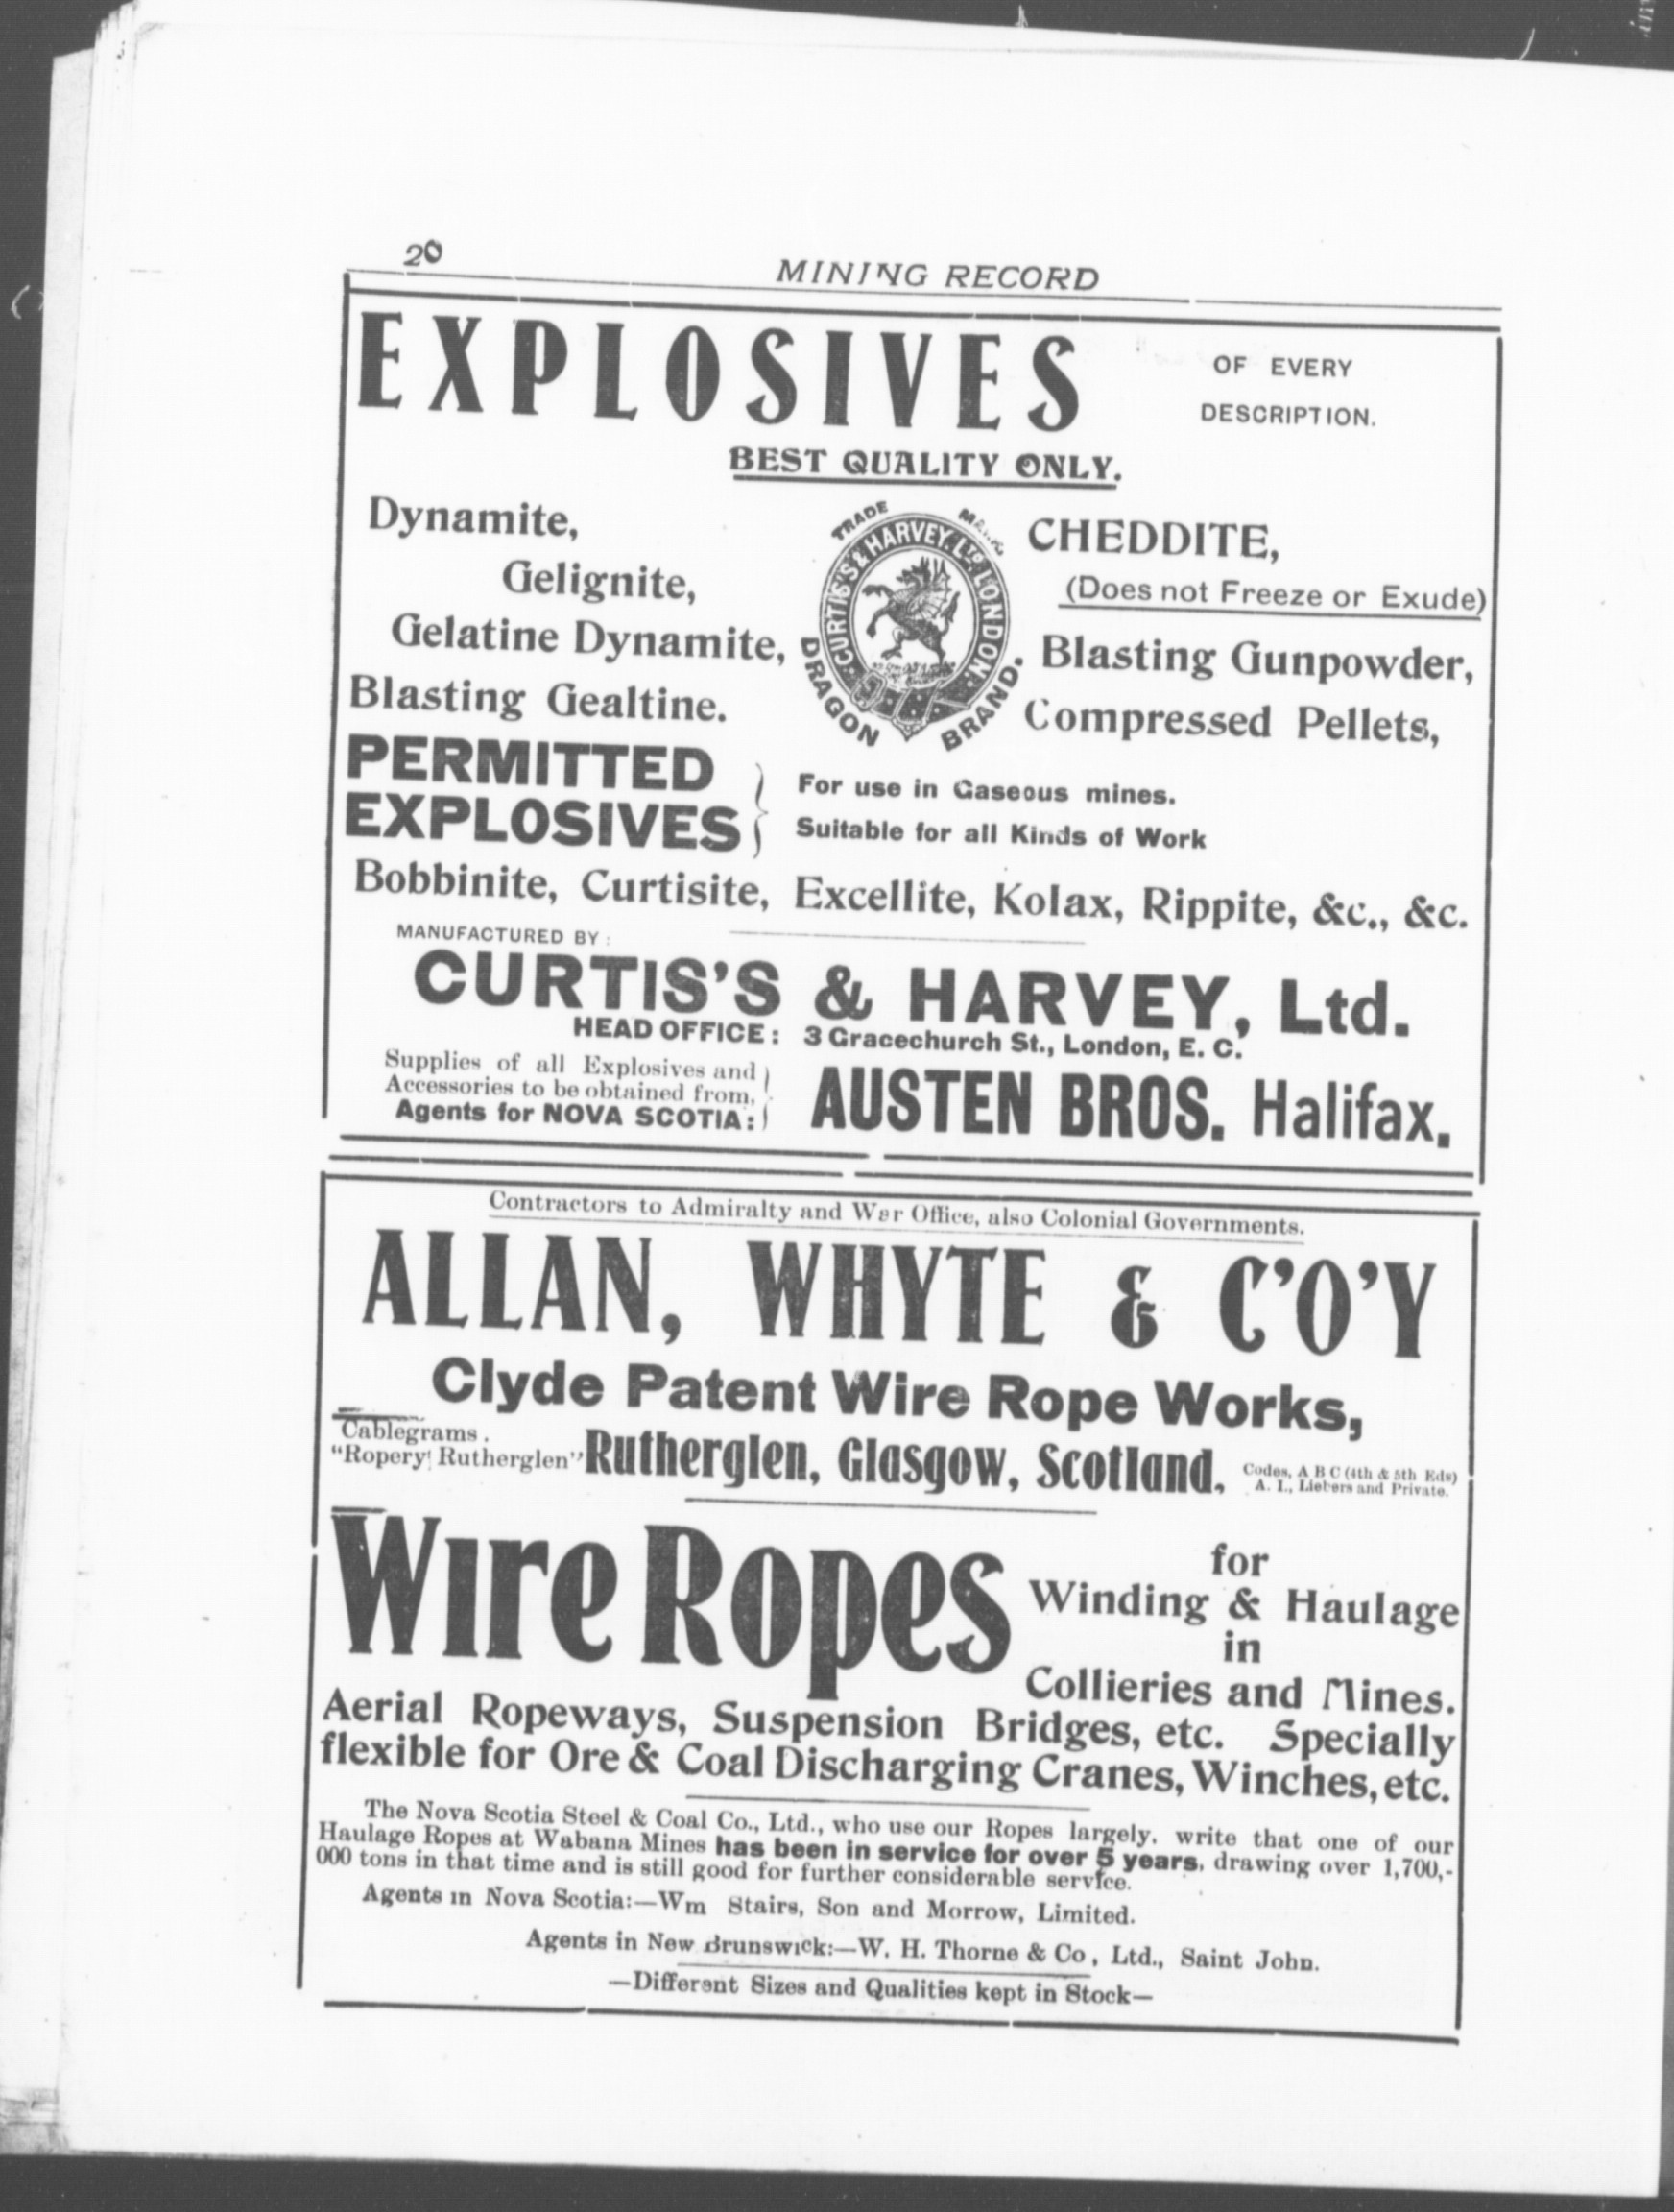 20
MINING RECORD
EXPLOSIVES
OF EVERY
DESCRIPTION.
BEST QUALITY ONLY.
Dynamite,
Gelignite,
Gelatine Dynamite,
Blasting Gealtine.
TRADE MARK
CURTIS'S & HARVEY. LTD. LONDON.
DRAGON BRAND.
CHEDDITE,
(Does not Freeze or Exude)
Blasting Gunpowder,
Compressed Pellets,
PERMITTED
EXPLOSIVES
For use in Gaseous mines.
Suitable for all Kinds of Work
Bobbinite, Curtisite, Excellite, Kolax, Rippite, &c., &c.
MANUFACTURED BY:
CURTIS'S & HARVEY, Ltd.
HEAD OFFICE: 3 Gracechurch St., London, E. C.
Supplies of all Explosives and
Accessories to be obtained from,
Agents for NOVA SCOTIA:
AUSTEN BROS. Halifax.
Contractors to Admiralty and War Office, also Colonial Governments.
ALLAN, WHYTE & C'O'Y
Clyde Patent Wire Rope Works,
Cablegrams.
"Ropery' Rutherglen"
Rutherglen, Glasgow, Scotland.
Codes, A B C (4th & 5th Eds)
A. I., Liebers and Private.
Wire Ropes
for
Winding & Haulage
in
Collieries and Mines.
Aerial Ropeways, Suspension Bridges, etc. Specially
flexible for Ore & Coal Discharging Cranes, Winches, etc.
The Nova Scotia Steel & Coal Co., Ltd., who use our Ropes largely, write that one of our
Haulage Ropes at Wabana Mines has been in service for over 5 years, drawing over 1,700,-
000 tons in that time and is still good for further considerable service.
Agents in Nova Scotia:—Wm Stairs, Son and Morrow, Limited.
Agents in New Brunswick:—W. H. Thorne & Co, Ltd., Saint John.
—Different Sizes and Qualities kept in Stock—